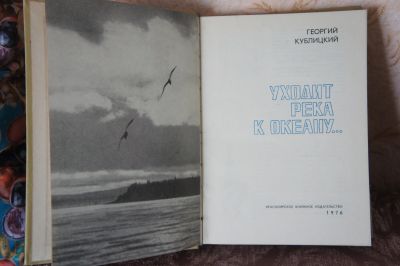 ГЕОРГИЙ
КУБЛИЦКИЙ
УХОДИТ
РЕКА
К ОКЕАНУ...
КРАСНОЯРСКОЕ КНИЖНОЕ ИЗДАТЕЛЬСТВО
1976